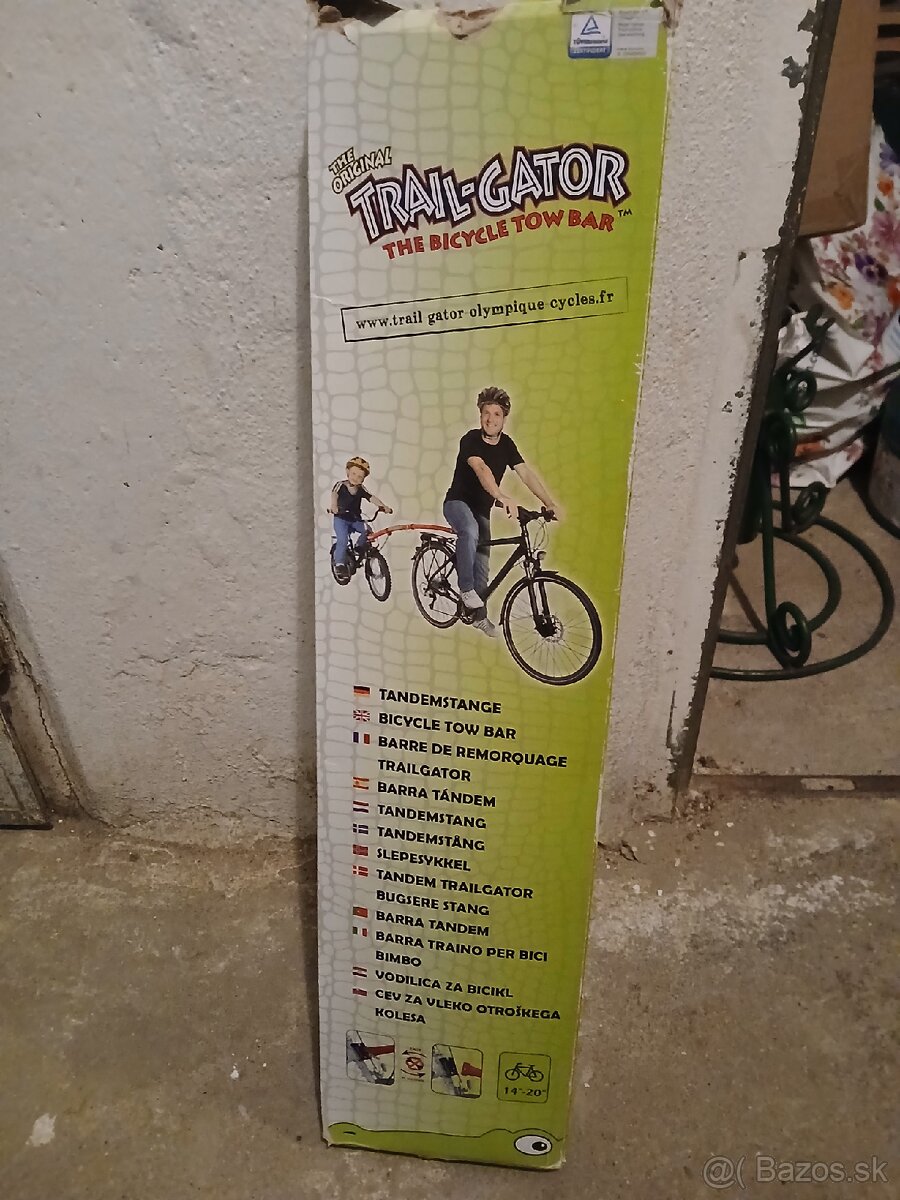 THE
ORIGINAL
TRAIL-GATOR
THE BICYCLE TOW BAR™
www.trail gator-olympique-cycles.fr
TANDEMSTANGE
BICYCLE TOW BAR
BARRE DE REMORQUAGE
TRAILGATOR
BARRA TÁNDEM
TANDEMSTANG
TANDEMSTÅNG
SLEPESYKKEL
TANDEM TRAILGATOR
BUGSERE STANG
BARRA TANDEM
BARRA TRAINO PER BICI
BIMBO
VODILICA ZA BICIKL
CEV ZA VLEKO OTROŠKEGA
KOLESA
14"-20"
@( Bazos.sk